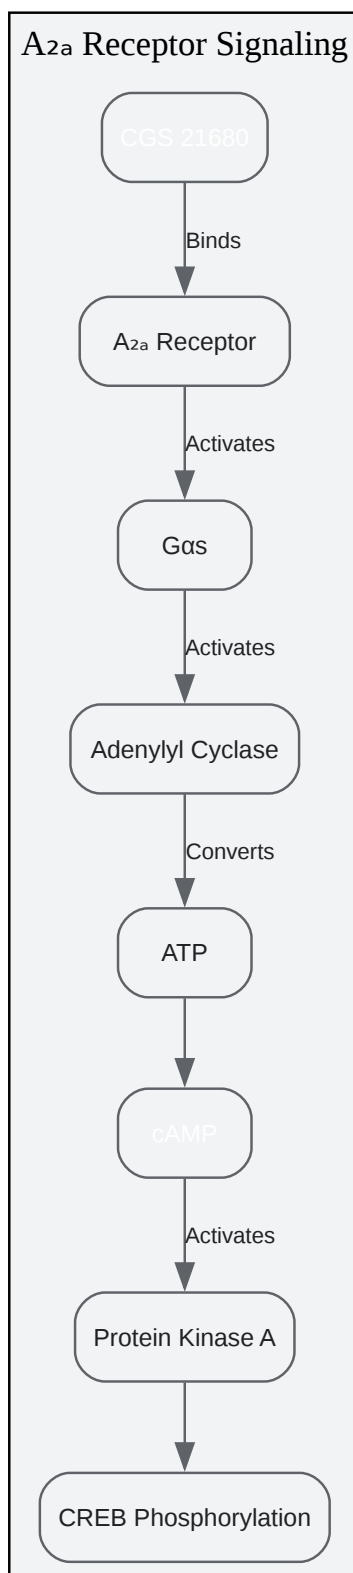 A₂ₐ Receptor Signaling
CGS 21680
Binds
A₂ₐ Receptor
Activates
Gαs
Activates
Adenylyl Cyclase
Converts
ATP
cAMP
Activates
Protein Kinase A
CREB Phosphorylation